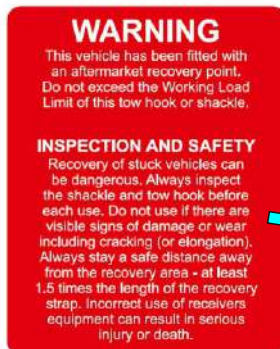 WARNING
This vehicle has been fitted with
an aftermarket recovery point.
Do not exceed the Working Load
Limit of this tow hook or shackle.
INSPECTION AND SAFETY
Recovery of stuck vehicles can
be dangerous. Always inspect
the shackle and tow hook before
each use. Do not use if there are
visible signs of damage or wear
including cracking (or elongation).
Always stay a safe distance away
from the recovery area - at least
1.5 times the length of the recovery
strap. Incorrect use of receivers
equipment can result in serious
injury or death.